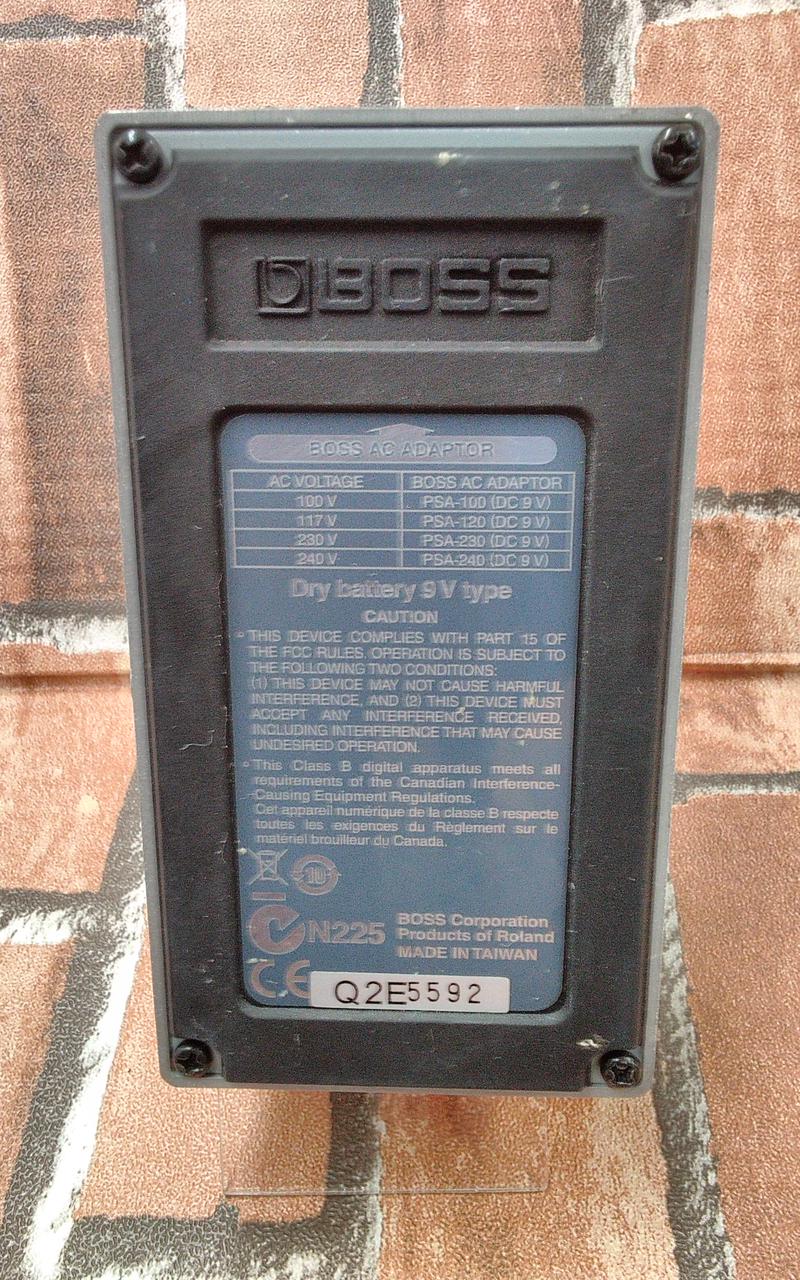 BOSS
BOSS AC ADAPTOR
AC VOLTAGE BOSS AC ADAPTOR
100 V PSA-100 (DC 9 V)
117 V PSA-120 (DC 9 V)
230 V PSA-230 (DC 9 V)
240 V PSA-240 (DC 9 V)
Dry battery 9 V type
CAUTION
THIS DEVICE COMPLIES WITH PART 15 OF
THE FCC RULES. OPERATION IS SUBJECT TO
THE FOLLOWING TWO CONDITIONS:
(1) THIS DEVICE MAY NOT CAUSE HARMFUL
INTERFERENCE, AND (2) THIS DEVICE MUST
ACCEPT ANY INTERFERENCE RECEIVED,
INCLUDING INTERFERENCE THAT MAY CAUSE
UNDESIRED OPERATION.
This Class B digital apparatus meets all
requirements of the Canadian Interference-
Causing Equipment Regulations.
Cet appareil numérique de la classe B respecte
toutes les exigences du Règlement sur le
matériel brouilleur du Canada.
10
N225
BOSS Corporation
Products of Roland
MADE IN TAIWAN
CE
Q2E5592